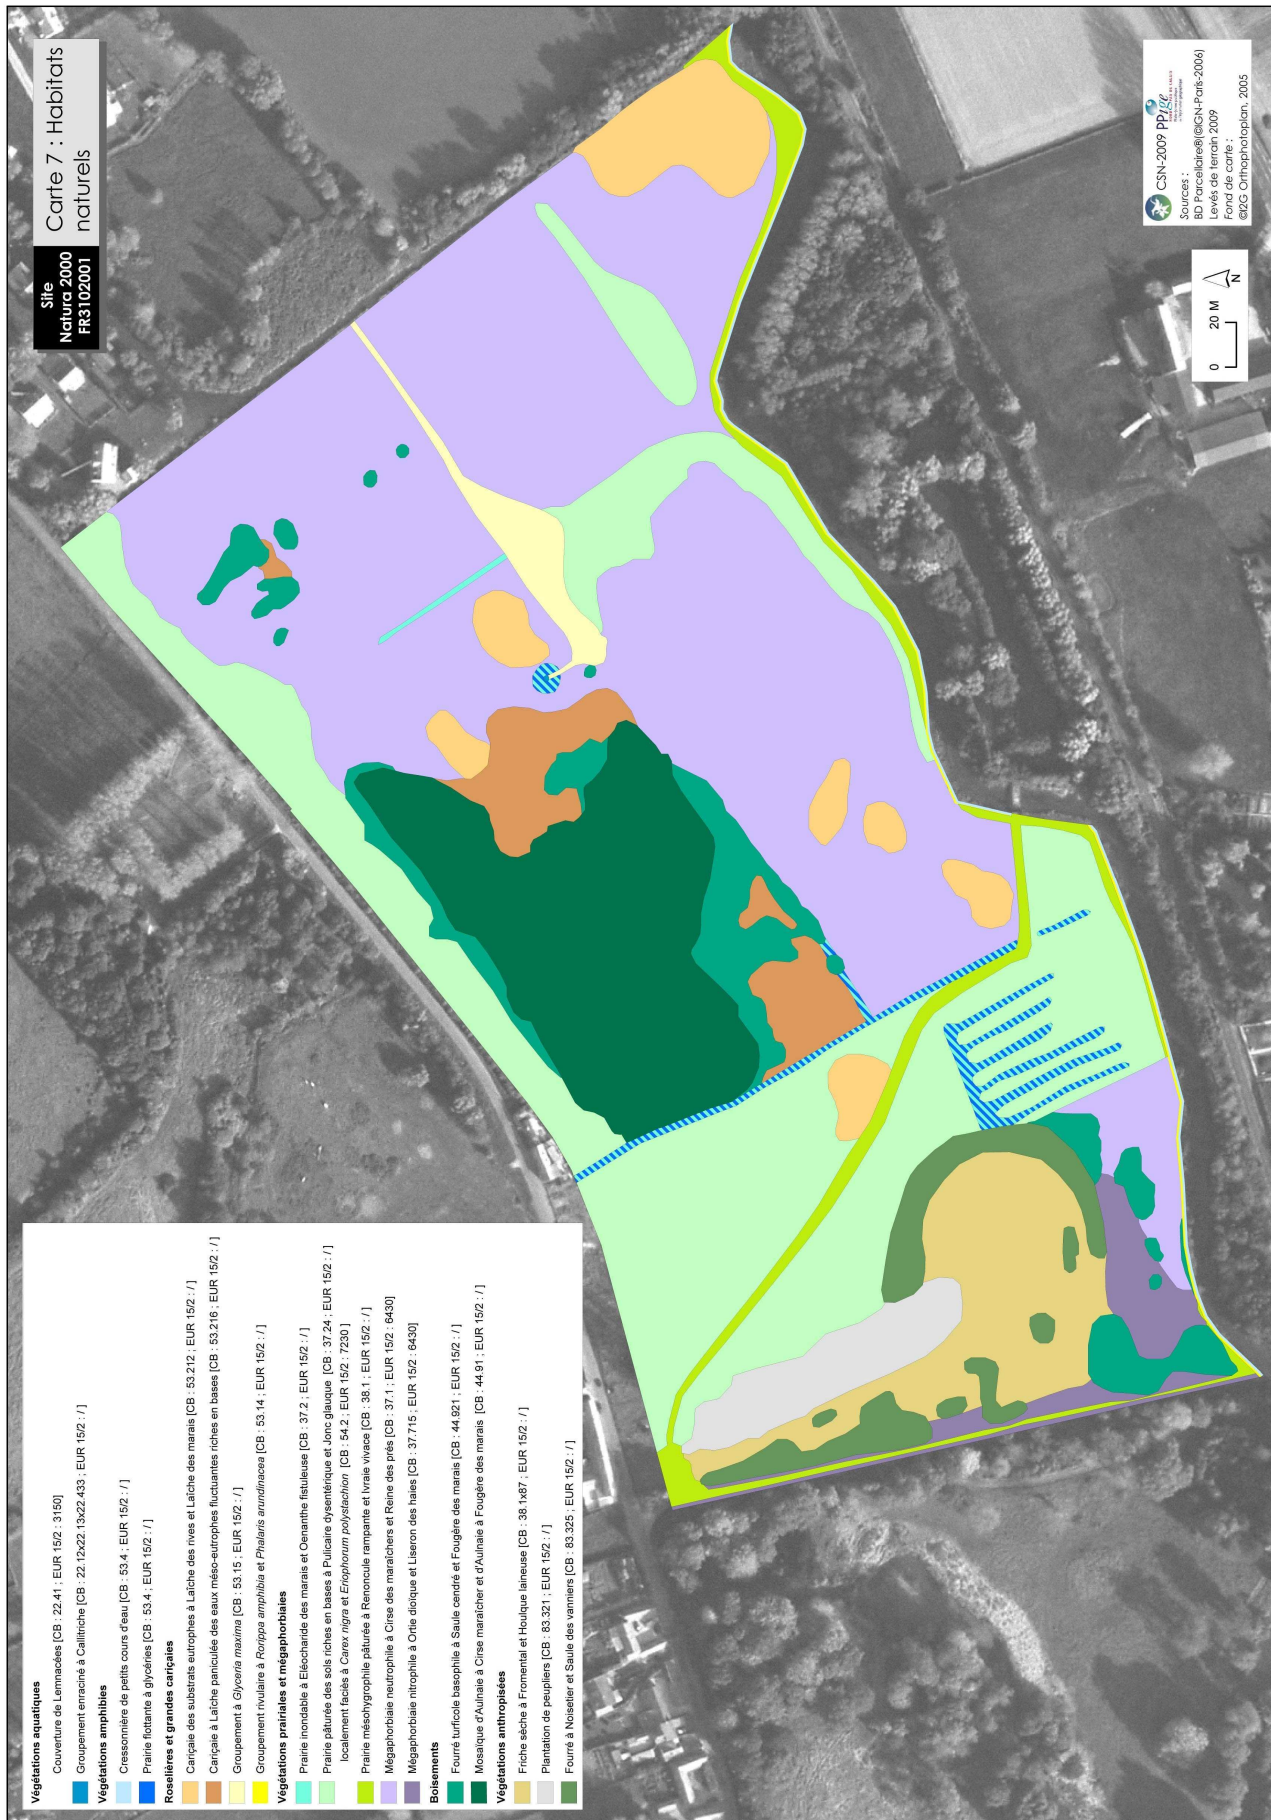 Site
Natura 2000
FR3102001
Carte 7 : Habitats
naturels
Végétations aquatiques
Couverture de Lemnacées [CB : 22.41 ; EUR 15/2 : 3150]
Groupement enraciné à Callitriche [CB : 22.12x22.13x22.433 ; EUR 15/2 : / ]
Végétations amphibies
Cressonnière de petits cours d'eau [CB : 53.4 ; EUR 15/2 : / ]
Prairie flottante à glycéries [CB : 53.4 ; EUR 15/2 : / ]
Roselières et grandes cariçaies
Cariçaie des substrats eutrophes à Laîche des rives et Laîche des marais [CB : 53.212 ; EUR 15/2 : / ]
Cariçaie à Laîche paniculée des eaux méso-eutrophes fluctuantes riches en bases [CB : 53.216 ; EUR 15/2 : / ]
Groupement à Glyceria maxima [CB : 53.15 ; EUR 15/2 : / ]
Groupement rivulaire à Rorippa amphibia et Phalaris arundinacea [CB : 53.14 ; EUR 15/2 : / ]
Végétations prairiales et mégaphorbiaies
Prairie inondable à Eléocharide des marais et Oenanthe fistuleuse [CB : 37.2 ; EUR 15/2 : / ]
Prairie pâturée des sols riches en bases à Pulicaire dysentérique et Jonc glauque [CB : 37.24 ; EUR 15/2 : / ]
localement faciès à Carex nigra et Eriophorum polystachion [CB : 54.2 ; EUR 15/2 : 7230 ]
Prairie mésohygrophile pâturée à Renoncule rampante et Ivraie vivace [CB : 38.1 ; EUR 15/2 : / ]
Mégaphorbiaie neutrophile à Cirse des maraîchers et Reine des prés [CB : 37.1 ; EUR 15/2 : 6430]
Mégaphorbiaie nitrophile à Ortie dioïque et Liseron des haies [CB : 37.715 ; EUR 15/2 : 6430]
Boisements
Fourré turficole basophile à Saule cendré et Fougère des marais [CB : 44.921 ; EUR 15/2 : / ]
Mosaïque d'Aulnaie à Cirse maraîcher et d'Aulnaie à Fougère des marais [CB : 44.91 ; EUR 15/2 : / ]
Végétations anthropisées
Friche sèche à Fromental et Houlque laineuse [CB : 38.1x87 ; EUR 15/2 : / ]
Plantation de peupliers [CB : 83.321 ; EUR 15/2 : / ]
Fourré à Noisetier et Saule des vanniers [CB : 83.325 ; EUR 15/2 : / ]
0 20 M
N
CSN-2009 PPige
Sources :
BD Parcellaire®(©IGN-Paris-2006)
Levés de terrain 2009
Fond de carte :
©I2G Orthophotoplan, 2005